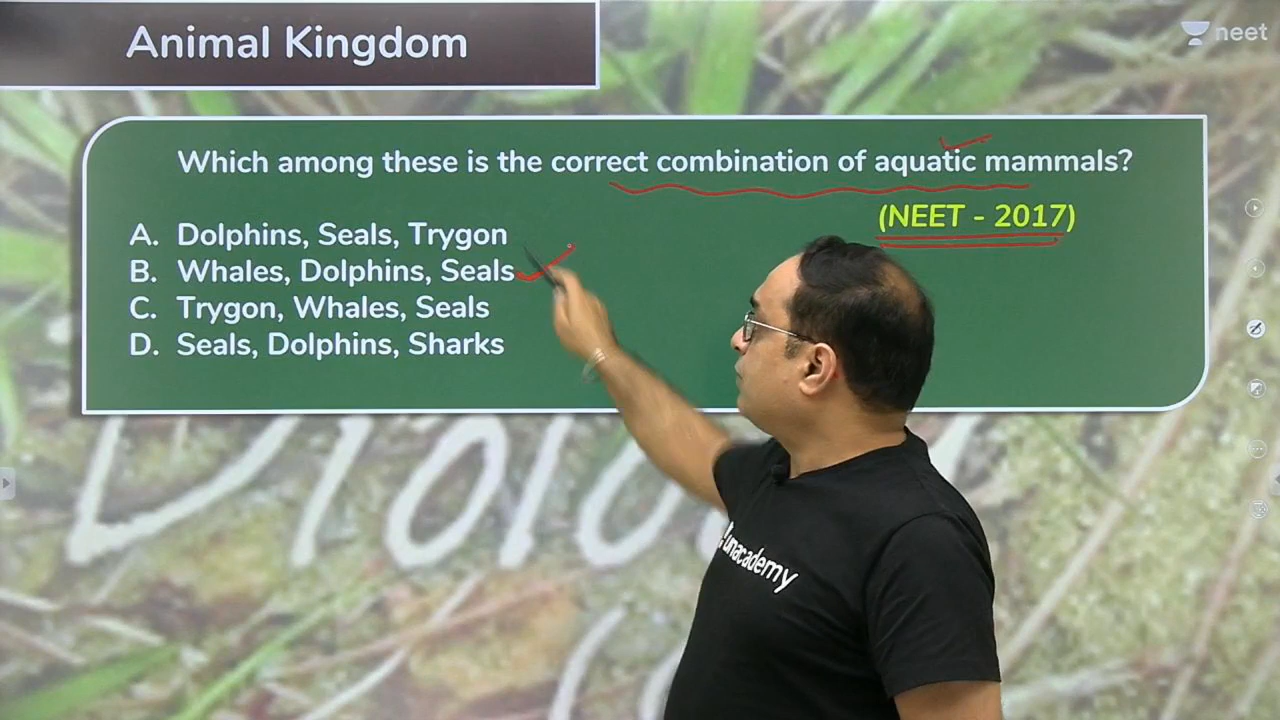 Animal Kingdom
neet
Which among these is the correct combination of aquatic mammals?
(NEET - 2017)
A. Dolphins, Seals, Trygon
B. Whales, Dolphins, Seals
C. Trygon, Whales, Seals
D. Seals, Dolphins, Sharks
unacademy